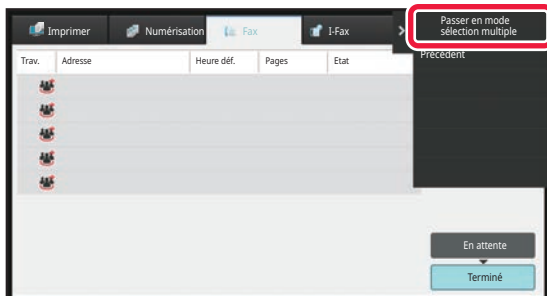 Imprimer
Numérisation
Fax
I-Fax
Passer en mode
sélection multiple
Précédent
Trav.
Adresse
Heure déf.
Pages
Etat
En attente
Terminé